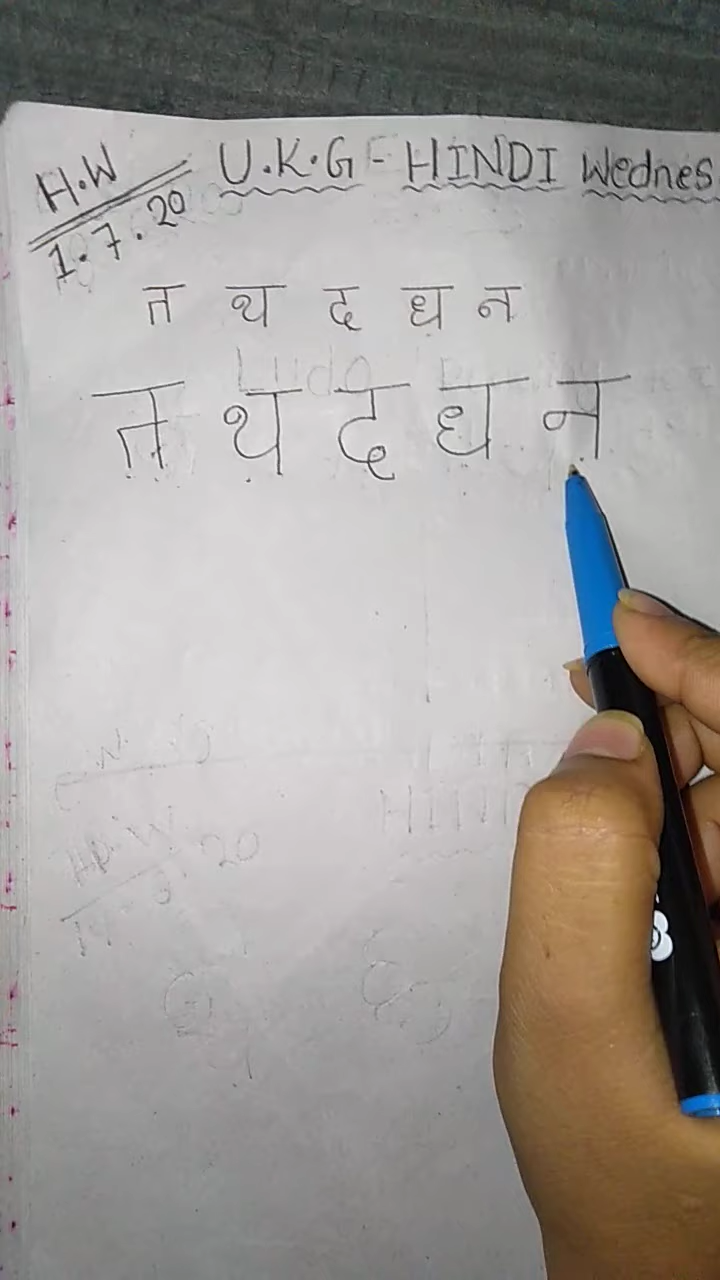 H.W U.K.G - HINDI Wednes
1.7.20
त थ द ध न
त थ द ध न